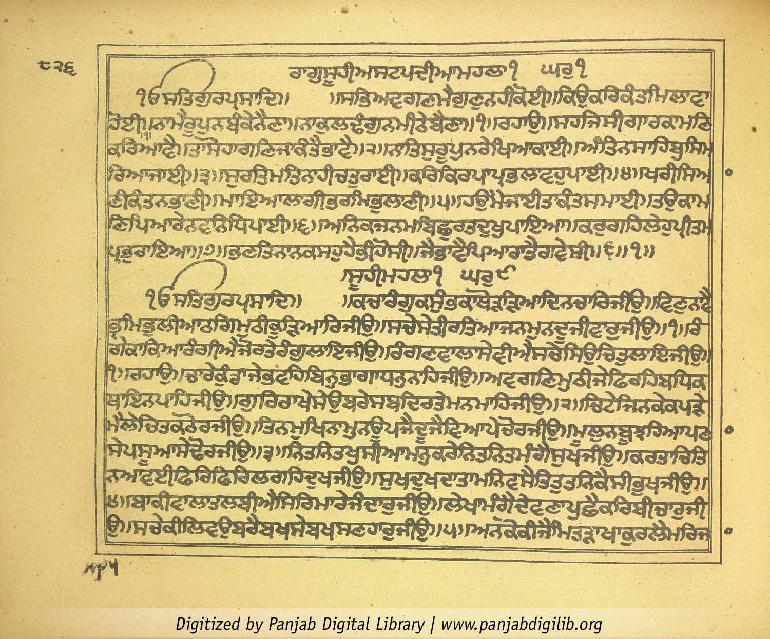 ੮੨੬
ਰਾਗੁਸੂਹੀਅਸਟਪਦੀਆਮਹਲਾ੧ ਘਰੁ੧
ੴਸਤਿਗੁਰਪ੍ਰਸਾਦਿ॥ ॥ਸਭਿਅਵਗਣਮੈਗੁਣੁਨਹੀਕੋਈ॥ਕਿਉਕਰਿਕੰਤਮਿਲਾਵਾ
ਹੋਈ॥੧॥ਨਾਮੈਰੂਪੁਨਬੰਕੇਨੈਣਾ॥ਨਾਕੁਲਢੰਗੁਨਮੀਠੇਬੈਣਾ॥੧॥ਰਹਾਉ॥ਸਹਜਿਸੀਗਾਰਕਾਮਣਿ
ਕਰਿਆਵੈ॥ਤਾਸੋਹਾਗਣਿਜਾਕੰਤੈਭਾਵੈ॥੨॥ਨਾਤਿਸੁਰੂਪੁਨਰੇਖਿਆਕਾਈ॥ਅੰਤਿਨਸਾਹਿਬੁਸਿਮ
ਰਿਆਜਾਈ॥੩॥ਸੁਰਤਿਮਤਿਨਾਹੀਚਤੁਰਾਈ॥ਕਰਿਕਿਰਪਾਪ੍ਰਭਲਾਵਹੁਪਾਈ॥੪॥ਖਰੀਸਿਆ
ਣੀਕੰਤਨਭਾਣੀ॥ਮਾਇਆਲਾਗੀਭਰਮਿਭੁਲਾਣੀ॥੫॥ਹਉਮੈਜਾਈਤਾਕੰਤਸਮਾਈ॥ਤਉਕਾਮ
ਣਿਪਿਆਰੇਨਵਨਿਧਿਪਾਈ॥੬॥ਅਨਿਕਜਨਮਬਿਛੁਰਤਦੁਖੁਪਾਇਆ॥ਕਰੁਗਹਿਲੇਹੁਪ੍ਰੀਤਮ
ਪ੍ਰਭਰਾਇਆ॥੭॥ਭਣਤਿਨਾਨਕੁਸਹੁਹੈਭੀਹੋਸੀ॥ਜੈਭਾਵੈਪਿਆਰਾਤੈਰਾਵੇਸੀ॥੮॥੧॥
ਸੂਹੀਮਹਲਾ੧ ਘਰੁ੯
ੴਸਤਿਗੁਰਪ੍ਰਸਾਦਿ॥ ॥ਕਚਾਰੰਗੁਕਸੁੰਭਕਾਥੋੜੜਿਆਦਿਨਚਾਰਿਜੀਉ॥ਵਿਣੁਨਾਵੈ
ਭ੍ਰਮਿਭੁਲੀਆਠਗਿਮੁਠੀਕੂੜਿਆਰਿਜੀਉ॥ਸਚੇਸੇਤੀਰਤਿਆਜਨਮੁਨਦੂਜੀਵਾਰਜੀਉ॥੧॥ਰੰ
ਗੇਕਾਕਿਆਰੰਗੀਐਜੋਰਤੇਰੰਗੁਲਾਇਜੀਉ॥ਰੰਗਣਵਾਲਾਸੇਵੀਐਸਚੇਸਿਉਚਿਤੁਲਾਇਜੀਉ॥
੧॥ਰਹਾਉ॥ਚਾਰੇਕੁੰਡਾਜੇਭਵਹਿਬਿਨੁਭਾਗਾਧਨੁਨਾਹਿਜੀਉ॥ਅਵਗਣਿਮੁਠੀਜੇਫਿਰਹਿਬਧਿਕ
ਥਾਇਨਪਾਹਿਜੀਉ॥ਗੁਰਿਰਾਖੇਸੇਉਬਰੇਸਬਦਿਰਤੇਮਨਮਾਹਿਜੀਉ॥੨॥ਚਿਟੇਜਿਨਕੇਕਪੜੇ
ਮੈਲੇਚਿਤਕਠੋਰਜੀਉ॥ਤਿਨਮੁਖਿਨਾਮੁਨਊਪਜੈਦੂਜੈਵਿਆਪੇਚੋਰਜੀਉ॥ਮੂਲੁਨਬੂਝਹਿਆਪਣਾ
ਸੇਪਸੂਆਸੇਢੋਰਜੀਉ॥੩॥ਨਿਤਨਿਤਖੁਸੀਆਮਨੁਕਰੇਨਿਤਨਿਤਮੰਗੈਸੁਖਜੀਉ॥ਕਰਤਾਚਿਤਿ
ਨਆਵਈਫਿਰਿਫਿਰਿਲਗਹਿਦੁਖਜੀਉ॥ਸੁਖਦੁਖਦਾਤਾਮਨਿਵਸੈਤਿਤੁਤਨਿਕੈਸੀਭੁਖਜੀਉ॥
੪॥ਬਾਕੀਵਾਲਾਤਲਬੀਐਸਿਰਿਮਾਰੇਜੰਦਾਰੁਜੀਉ॥ਲੇਖਾਮੰਗੈਦੇਵਣਾਪੁਛੈਕਰਿਬੀਚਾਰੁਜੀ
ਉ॥ਸਚੇਕੀਲਿਵਉਬਰੈਬਖਸੇਬਖਸਣਹਾਰੁਜੀਉ॥੫॥ਅਨਕੋਕੀਜੈਮਿਤੜਾਖਾਕੁਰਲੈਮਰਿਜ
Digitized by Panjab Digital Library | www.panjabdigilib.org